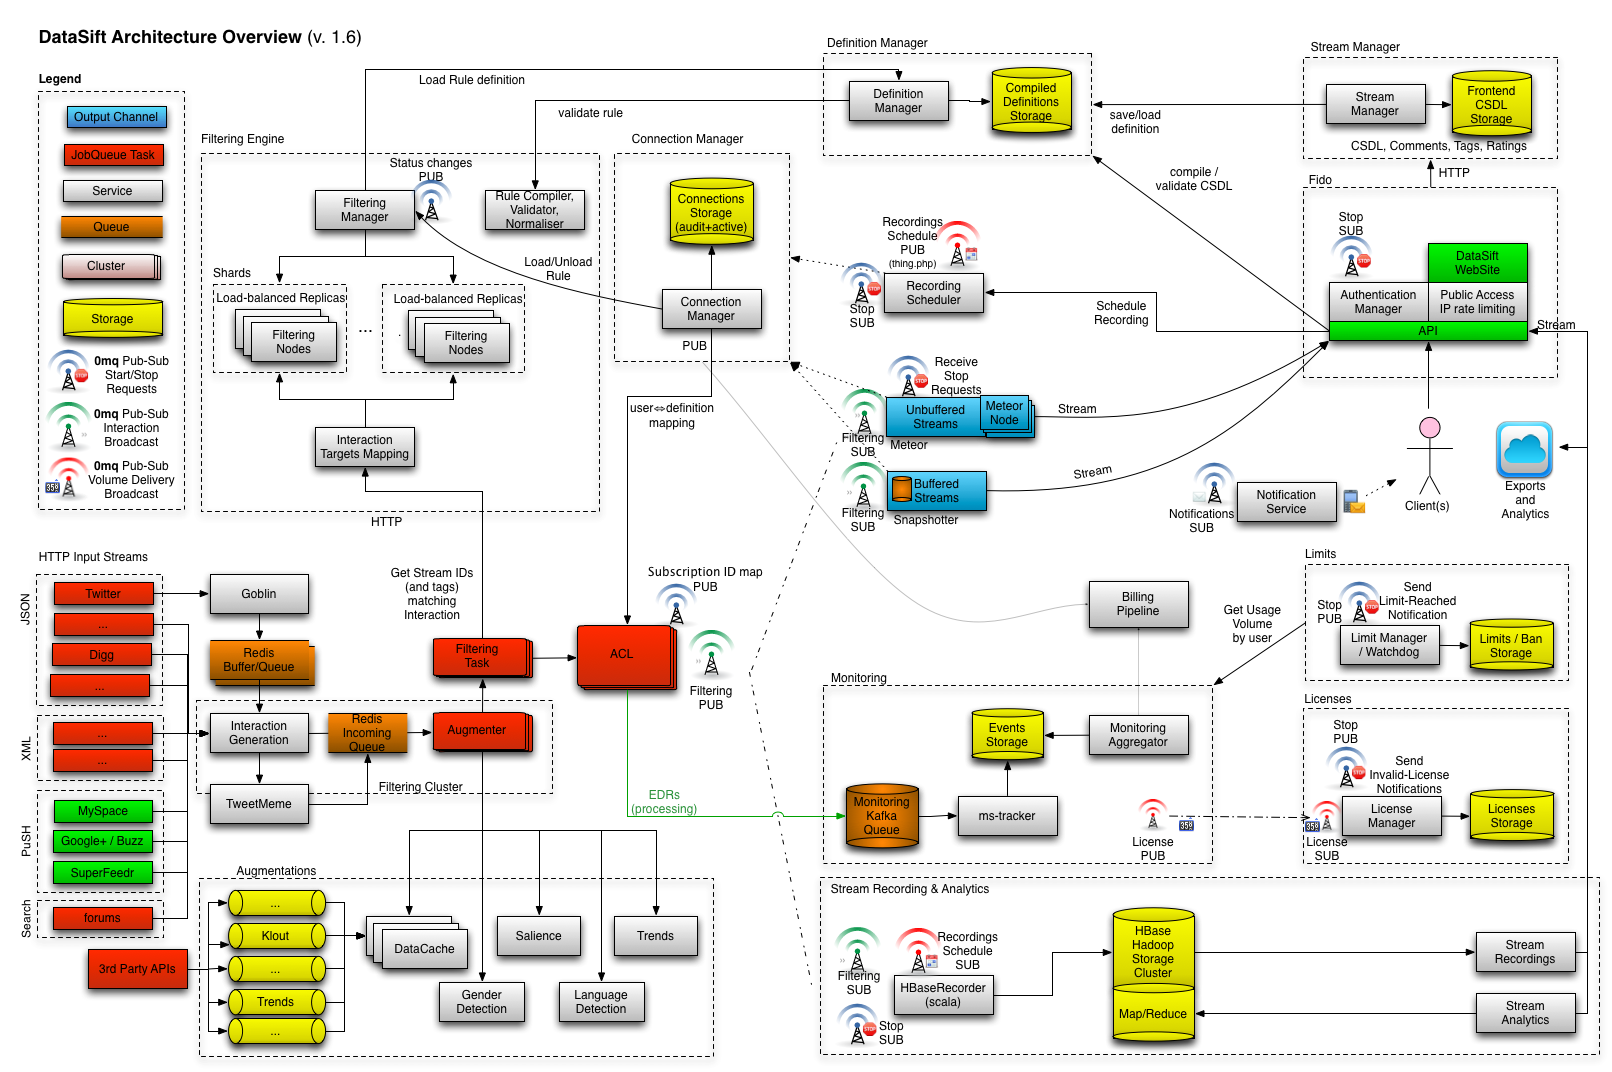 DataSift Architecture Overview (v. 1.6)
Legend
Output Channel
JobQueue Task
Service
Queue
Cluster
Storage
0mq Pub-Sub
Start/Stop
Requests
0mq Pub-Sub
Interaction
Broadcast
0mq Pub-Sub
Volume Delivery
Broadcast
Load Rule definition
validate rule
Filtering Engine
Status changes
PUB
Filtering
Manager
Rule Compiler,
Validator,
Normaliser
Shards
Load-balanced Replicas
Load-balanced Replicas
Filtering
Nodes
...
Filtering
Nodes
Load/Unload
Rule
Interaction
Targets Mapping
HTTP
Connection Manager
Connections
Storage
(audit+active)
Connection
Manager
PUB
user⇔definition
mapping
Definition Manager
Definition
Manager
Compiled
Definitions
Storage
save/load
definition
compile /
validate CSDL
Stream Manager
Stream
Manager
Frontend
CSDL
Storage
CSDL, Comments, Tags, Ratings
HTTP
Fido
Stop
SUB
DataSift
WebSite
Authentication
Manager
Public Access
IP rate limiting
API
Stream
Recordings
Schedule
PUB
(thing.php)
STOP
Stop
SUB
Recording
Scheduler
Schedule
Recording
Receive
Stop
Requests
Unbuffered
Streams
Meteor
Node
Filtering
SUB
Meteor
Stream
Buffered
Streams
Filtering
SUB
Snapshotter
Stream
Notifications
SUB
Notification
Service
Client(s)
Exports
and
Analytics
HTTP Input Streams
JSON
Twitter
...
Digg
...
XML
...
...
PuSH
MySpace
Google+ / Buzz
SuperFeedr
Search
forums
3rd Party APIs
Goblin
Redis
Buffer/Queue
Interaction
Generation
Redis
Incoming
Queue
Augmenter
TweetMeme
Filtering Cluster
Get Stream IDs
(and tags)
matching
Interaction
Filtering
Task
ACL
Subscription ID map
PUB
Filtering
PUB
EDRs
(processing)
Augmentations
...
Klout
...
Trends
...
DataCache
Salience
Trends
Gender
Detection
Language
Detection
Billing
Pipeline
Get Usage
Volume
by user
Monitoring
Events
Storage
Monitoring
Aggregator
Monitoring
Kafka
Queue
ms-tracker
License
PUB
Limits
Stop
PUB
Send
Limit-Reached
Notification
Limit Manager
/ Watchdog
Limits / Ban
Storage
Licenses
Stop
PUB
Send
Invalid-License
Notifications
License
Manager
Licenses
Storage
License
SUB
Stream Recording & Analytics
Filtering
SUB
Recordings
Schedule
SUB
HBaseRecorder
(scala)
Stop
SUB
HBase
Hadoop
Storage
Cluster
Map/Reduce
Stream
Recordings
Stream
Analytics